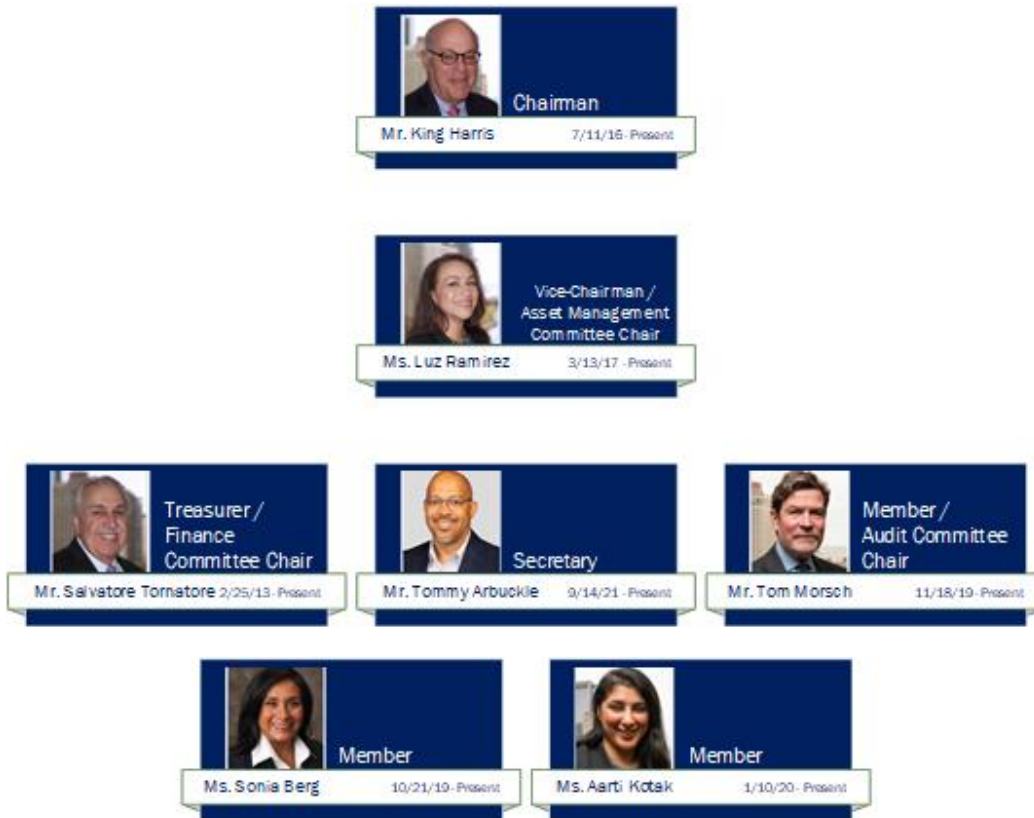 Chairman
Mr. King Harris 7/11/16 - Present
Vice-Chairman /
Asset Management
Committee Chair
Ms. Luz Ramirez 3/13/17 - Present
Treasurer /
Finance
Committee Chair
Mr. Salvatore Tornatore 2/25/13 - Present
Secretary
Mr. Tommy Arbuckle 9/14/21 - Present
Member /
Audit Committee
Chair
Mr. Tom Morsch 11/18/19 - Present
Member
Ms. Sonia Berg 10/21/19 - Present
Member
Ms. Aarti Kotak 1/10/20 - Present